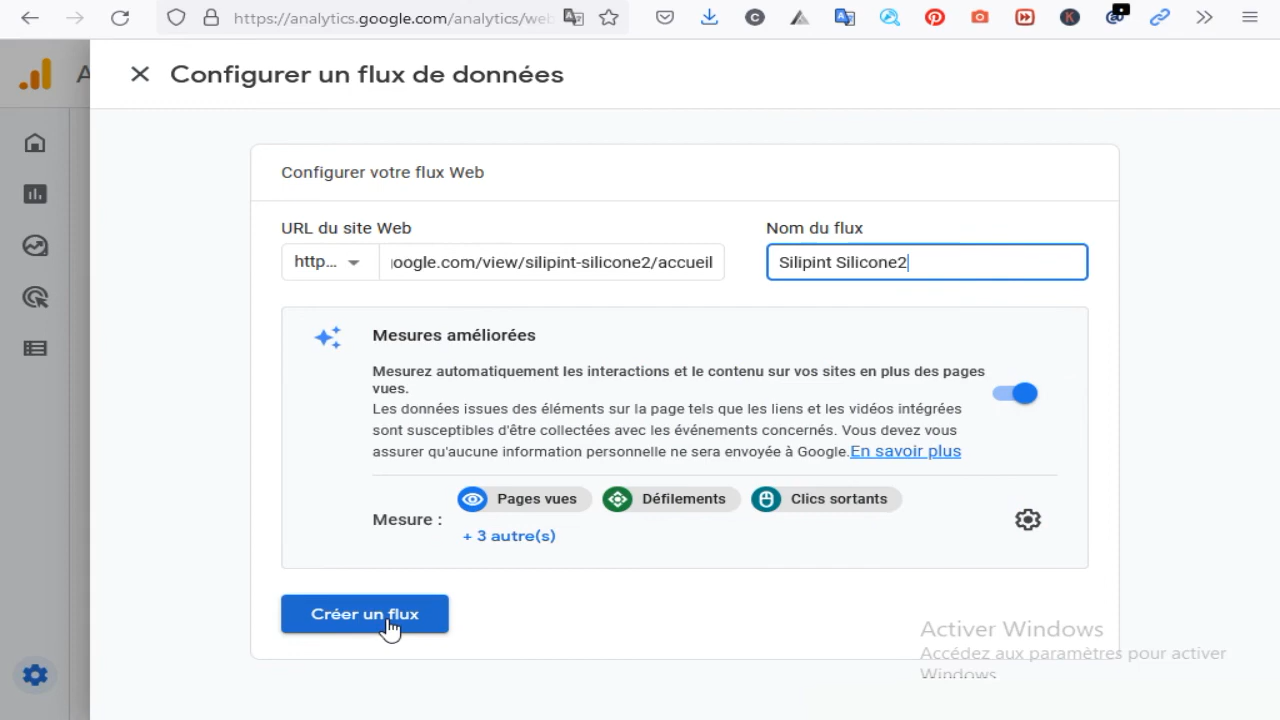 https://analytics.google.com/analytics/web
A
Configurer un flux de données
Configurer votre flux Web
URL du site Web
Nom du flux
http...
google.com/view/silipint-silicone2/accueil
Silipint Silicone2
Mesures améliorées
Mesurez automatiquement les interactions et le contenu sur vos sites en plus des pages
vues.
Les données issues des éléments sur la page tels que les liens et les vidéos intégrées
sont susceptibles d'être collectées avec les événements concernés. Vous devez vous
assurer qu'aucune information personnelle ne sera envoyée à Google.En savoir plus
Mesure :
Pages vues
Défilements
Clics sortants
+ 3 autre(s)
Créer un flux
Activer Windows
Accédez aux paramètres pour activer
Windows